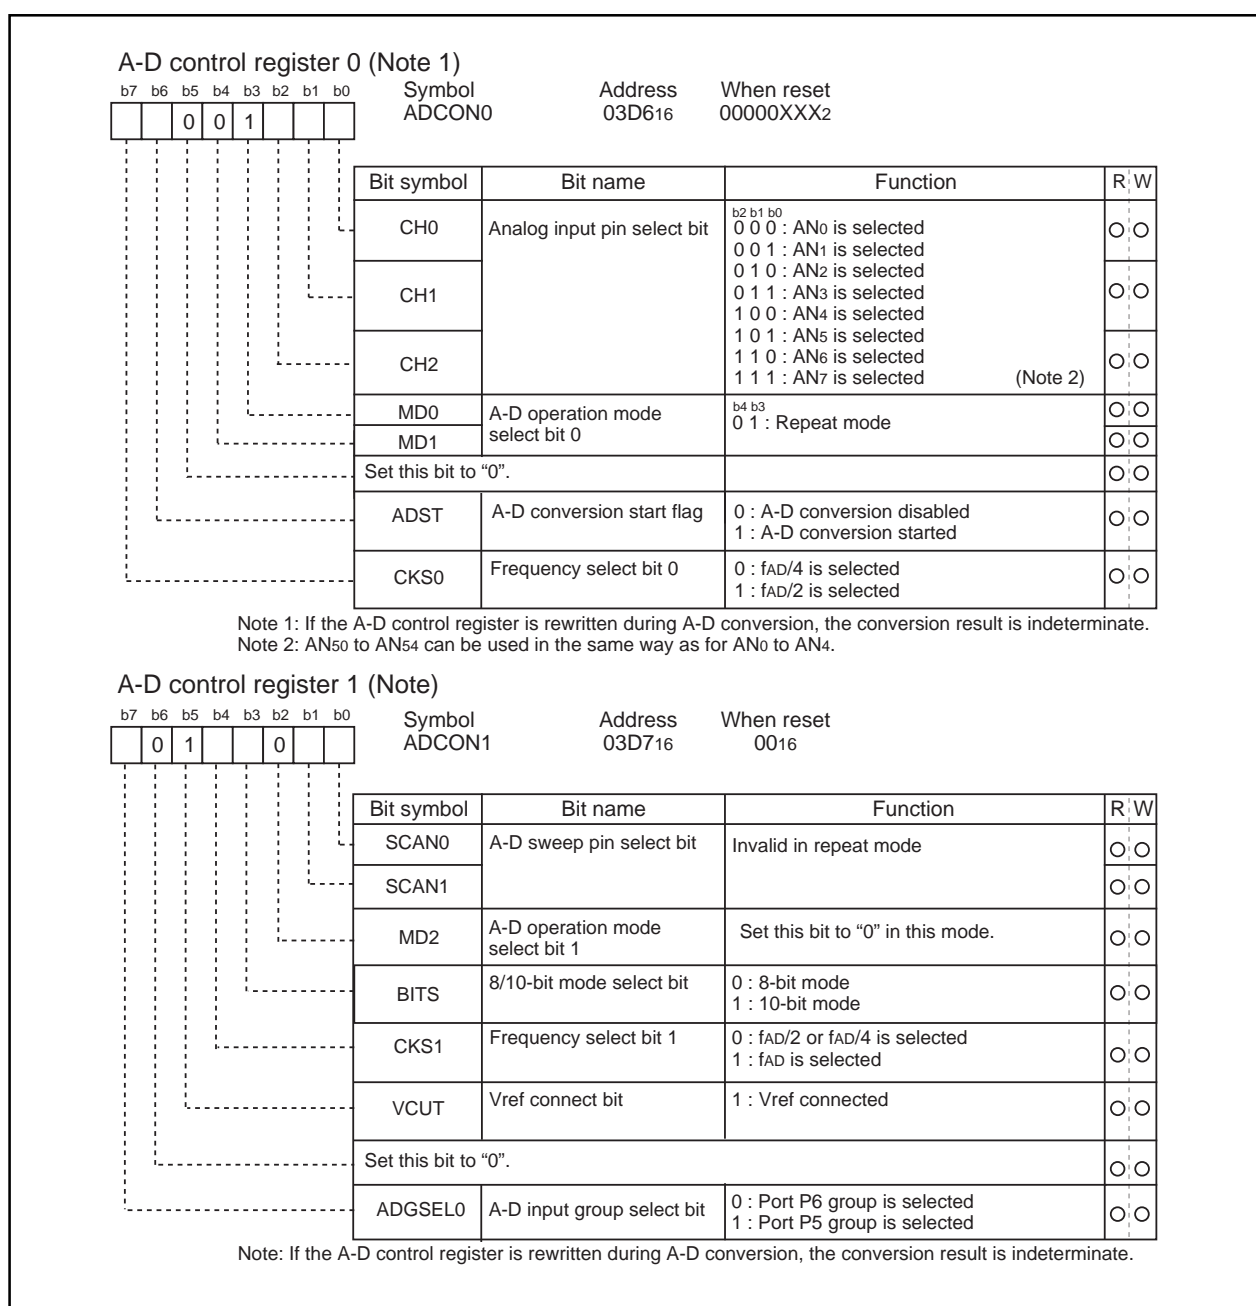 A-D control register 0 (Note 1)
b7 b6 b5 b4 b3 b2 b1 b0
Symbol Address When reset
ADCON0 03D616 00000XXX2
0 0 1
Bit symbol Bit name Function R W
CH0 Analog input pin select bit
b2 b1 b0
0 0 0 : AN0 is selected
0 0 1 : AN1 is selected
0 1 0 : AN2 is selected
CH1
0 1 1 : AN3 is selected
1 0 0 : AN4 is selected
1 0 1 : AN5 is selected
CH2
1 1 0 : AN6 is selected
1 1 1 : AN7 is selected (Note 2)
MD0 A-D operation mode
MD1 select bit 0
b4 b3
0 1 : Repeat mode
Set this bit to “0”.
ADST A-D conversion start flag 0 : A-D conversion disabled
1 : A-D conversion started
CKS0 Frequency select bit 0 0 : fAD/4 is selected
1 : fAD/2 is selected
Note 1: If the A-D control register is rewritten during A-D conversion, the conversion result is indeterminate.
Note 2: AN50 to AN54 can be used in the same way as for AN0 to AN4.
A-D control register 1 (Note)
b7 b6 b5 b4 b3 b2 b1 b0
Symbol Address When reset
ADCON1 03D716 0016
0 1 0
Bit symbol Bit name Function R W
SCAN0 A-D sweep pin select bit Invalid in repeat mode
SCAN1
MD2 A-D operation mode
select bit 1
Set this bit to “0” in this mode.
BITS 8/10-bit mode select bit 0 : 8-bit mode
1 : 10-bit mode
CKS1 Frequency select bit 1 0 : fAD/2 or fAD/4 is selected
1 : fAD is selected
VCUT Vref connect bit 1 : Vref connected
Set this bit to “0”.
ADGSEL0 A-D input group select bit 0 : Port P6 group is selected
1 : Port P5 group is selected
Note: If the A-D control register is rewritten during A-D conversion, the conversion result is indeterminate.